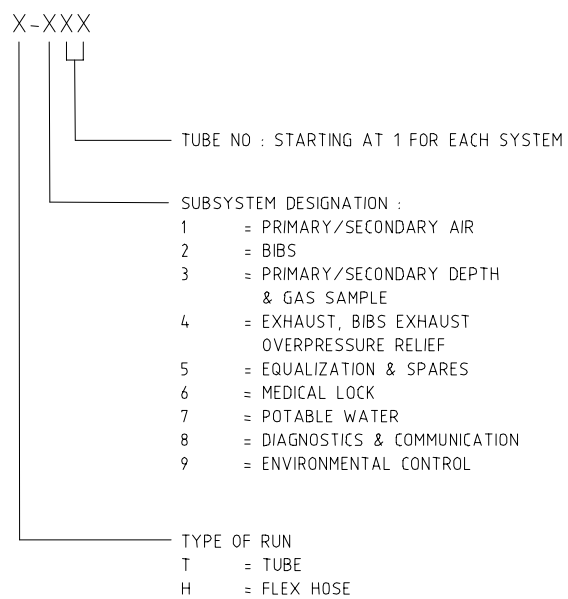 X-XXX
TUBE NO : STARTING AT 1 FOR EACH SYSTEM
SUBSYSTEM DESIGNATION :
1 = PRIMARY/SECONDARY AIR
2 = BIBS
3 = PRIMARY/SECONDARY DEPTH
& GAS SAMPLE
4 = EXHAUST, BIBS EXHAUST
OVERPRESSURE RELIEF
5 = EQUALIZATION & SPARES
6 = MEDICAL LOCK
7 = POTABLE WATER
8 = DIAGNOSTICS & COMMUNICATION
9 = ENVIRONMENTAL CONTROL
TYPE OF RUN
T = TUBE
H = FLEX HOSE